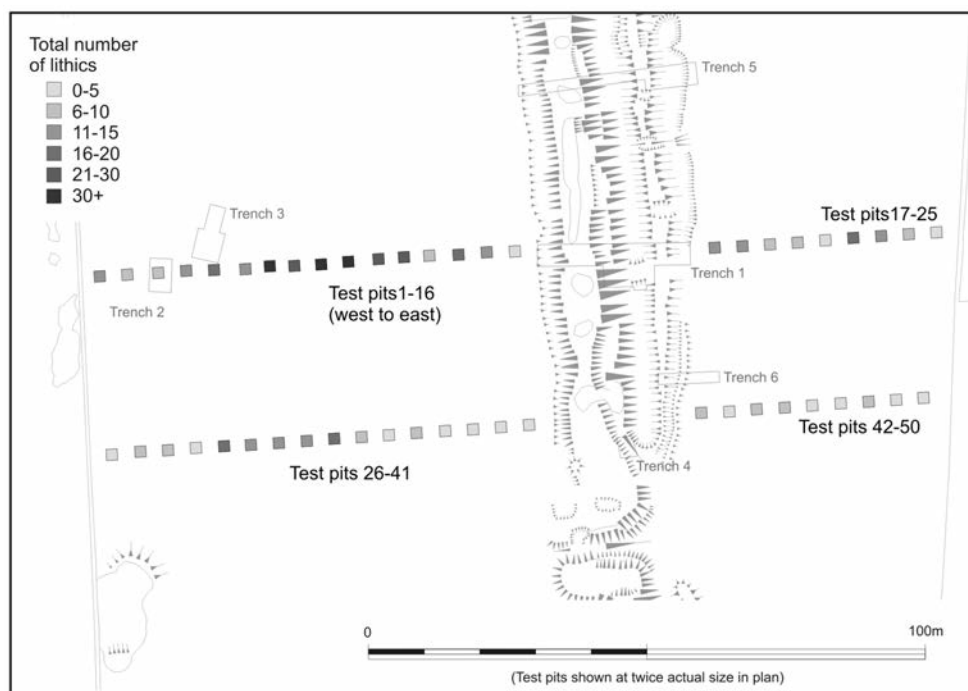 Total number
of lithics
0-5
6-10
11-15
16-20
21-30
30+
Trench 5
Trench 3
Test pits17-25
Trench 2
Test pits1-16
(west to east)
Trench 1
Trench 6
Test pits 26-41
Test pits 42-50
Trench 4
0
100m
(Test pits shown at twice actual size in plan)